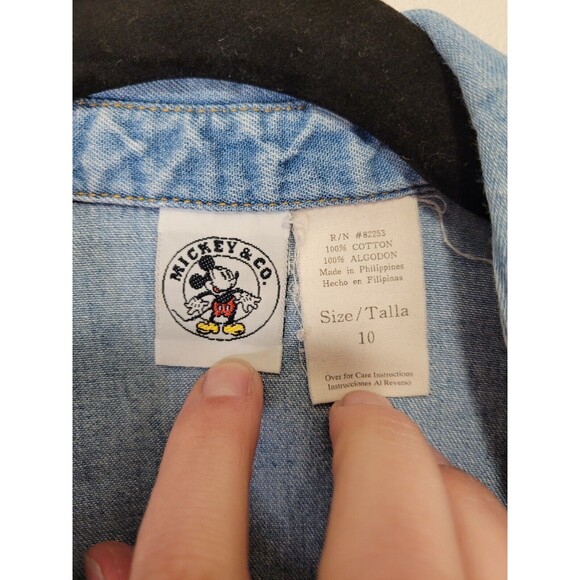 MICKEY & CO.
R/N #82253
100% COTTON
100% ALGODON
Made in Philippines
Hecho en Filipinas
Size/Talla
10
Over for Care Instructions
Instrucciones Al Reverso